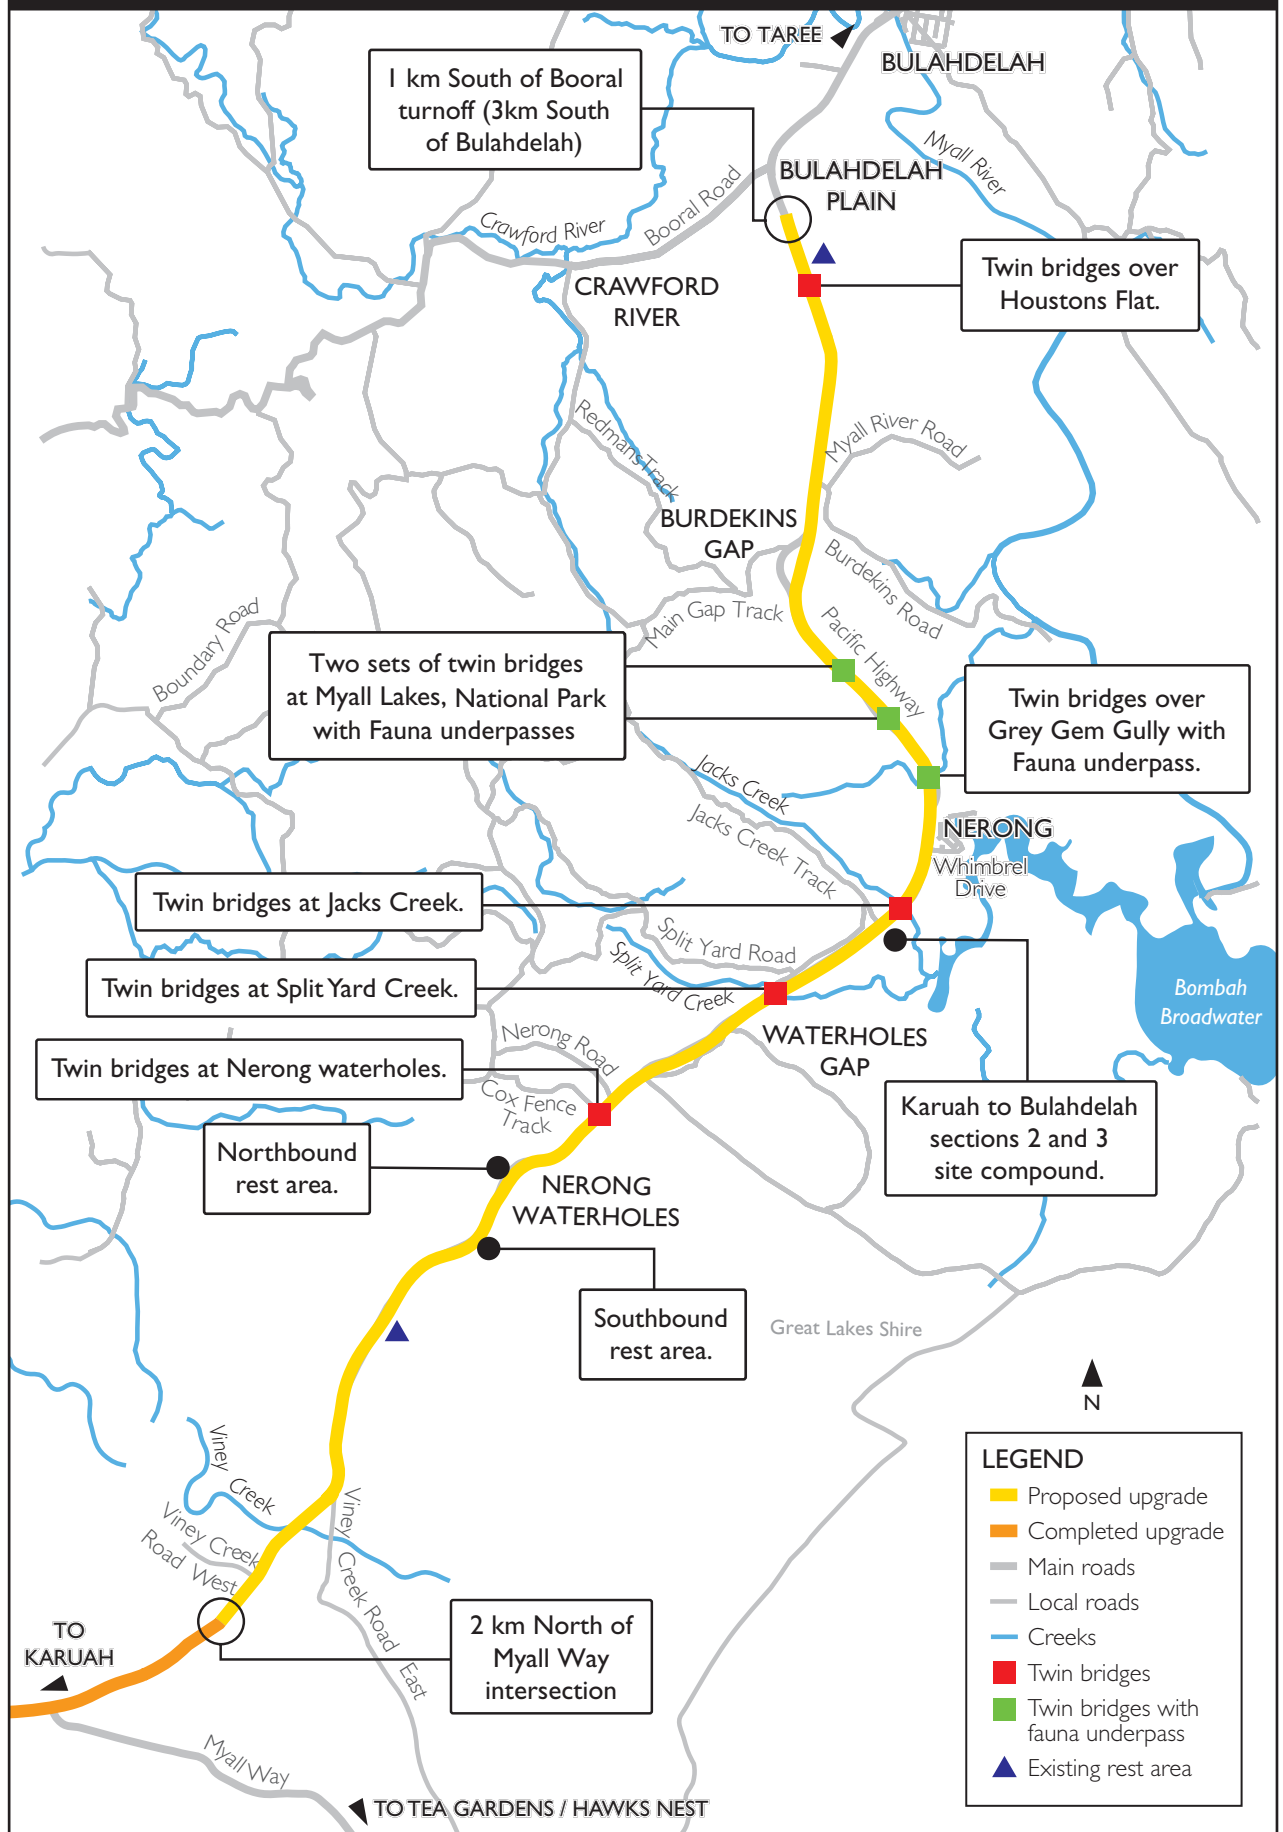 TO TAREE
BULAHDELAH
1 km South of Booral
turnoff (3km South
of Bulahdelah)
Myall River
BULAHDELAH
PLAIN
Booral Road
Crawford River
Twin bridges over
Houstons Flat.
CRAWFORD
RIVER
Redmans Track
Myall River Road
BURDEKINS
GAP
Burdekins Road
Main Gap Track
Boundary Road
Pacific Highway
Two sets of twin bridges
at Myall Lakes, National Park
with Fauna underpasses
Twin bridges over
Grey Gem Gully with
Fauna underpass.
Jacks Creek
Jacks Creek Track
NERONG
Whimbrel
Drive
Twin bridges at Jacks Creek.
Split Yard Road
Split Yard Creek
Twin bridges at Split Yard Creek.
Bombah
Broadwater
WATERHOLES
GAP
Nerong Road
Twin bridges at Nerong waterholes.
Cox Fence
Track
Karuah to Bulahdelah
sections 2 and 3
site compound.
Northbound
rest area.
NERONG
WATERHOLES
Southbound
rest area.
Great Lakes Shire
N
Viney Creek
Viney Creek
Road West
Viney Creek Road East
2 km North of
Myall Way
intersection
TO
KARUAH
Myall Way
TO TEA GARDENS / HAWKS NEST
LEGEND
Proposed upgrade
Completed upgrade
Main roads
Local roads
Creeks
Twin bridges
Twin bridges with
fauna underpass
Existing rest area